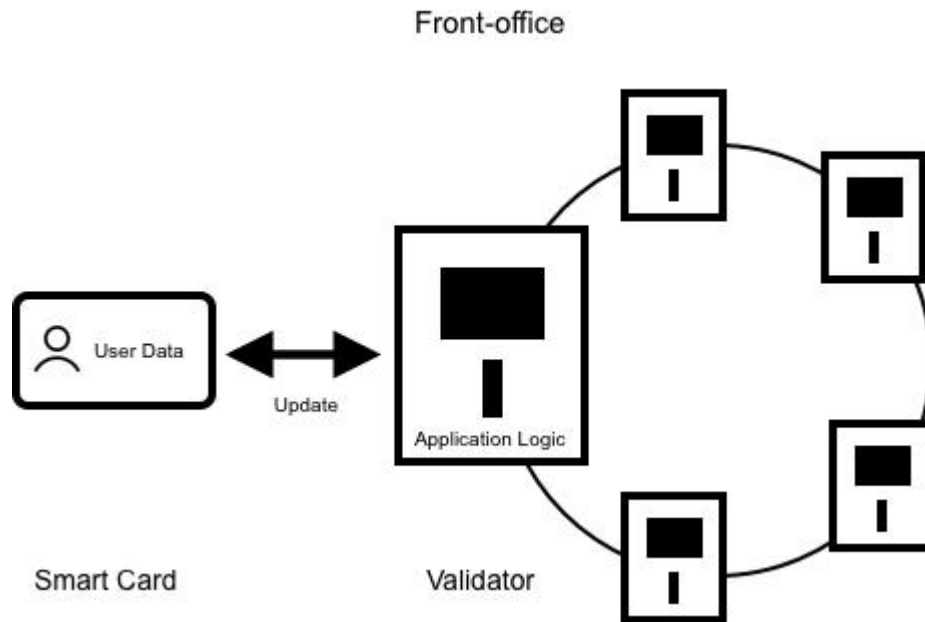 Front-office
User Data
Update
Application Logic
Smart Card
Validator